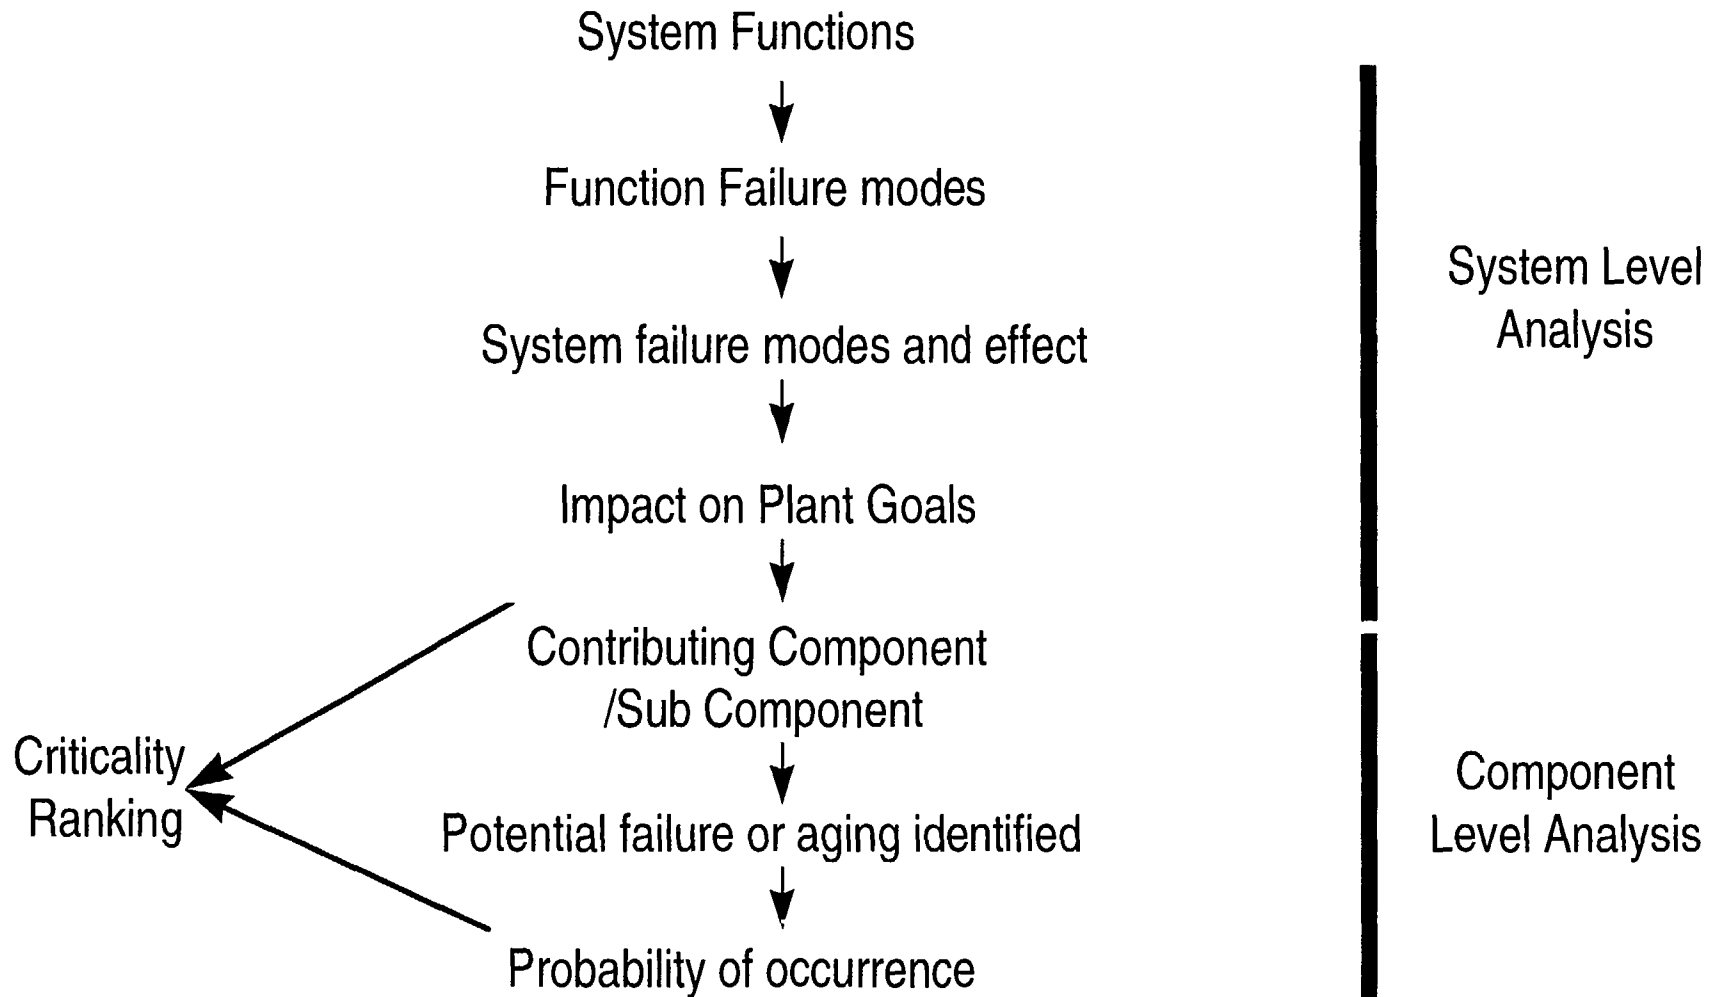 System Functions
Function Failure modes
System failure modes and effect
Impact on Plant Goals
Contributing Component
/Sub Component
Potential failure or aging identified
Probability of occurrence
Criticality
Ranking
System Level
Analysis
Component
Level Analysis